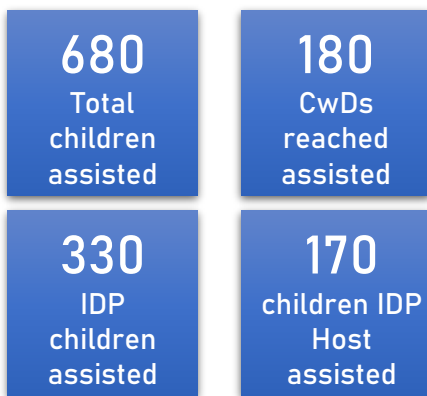 680
Total
children
assisted
180
CwDs
reached
assisted
330
IDP
children
assisted
170
children IDP
Host
assisted